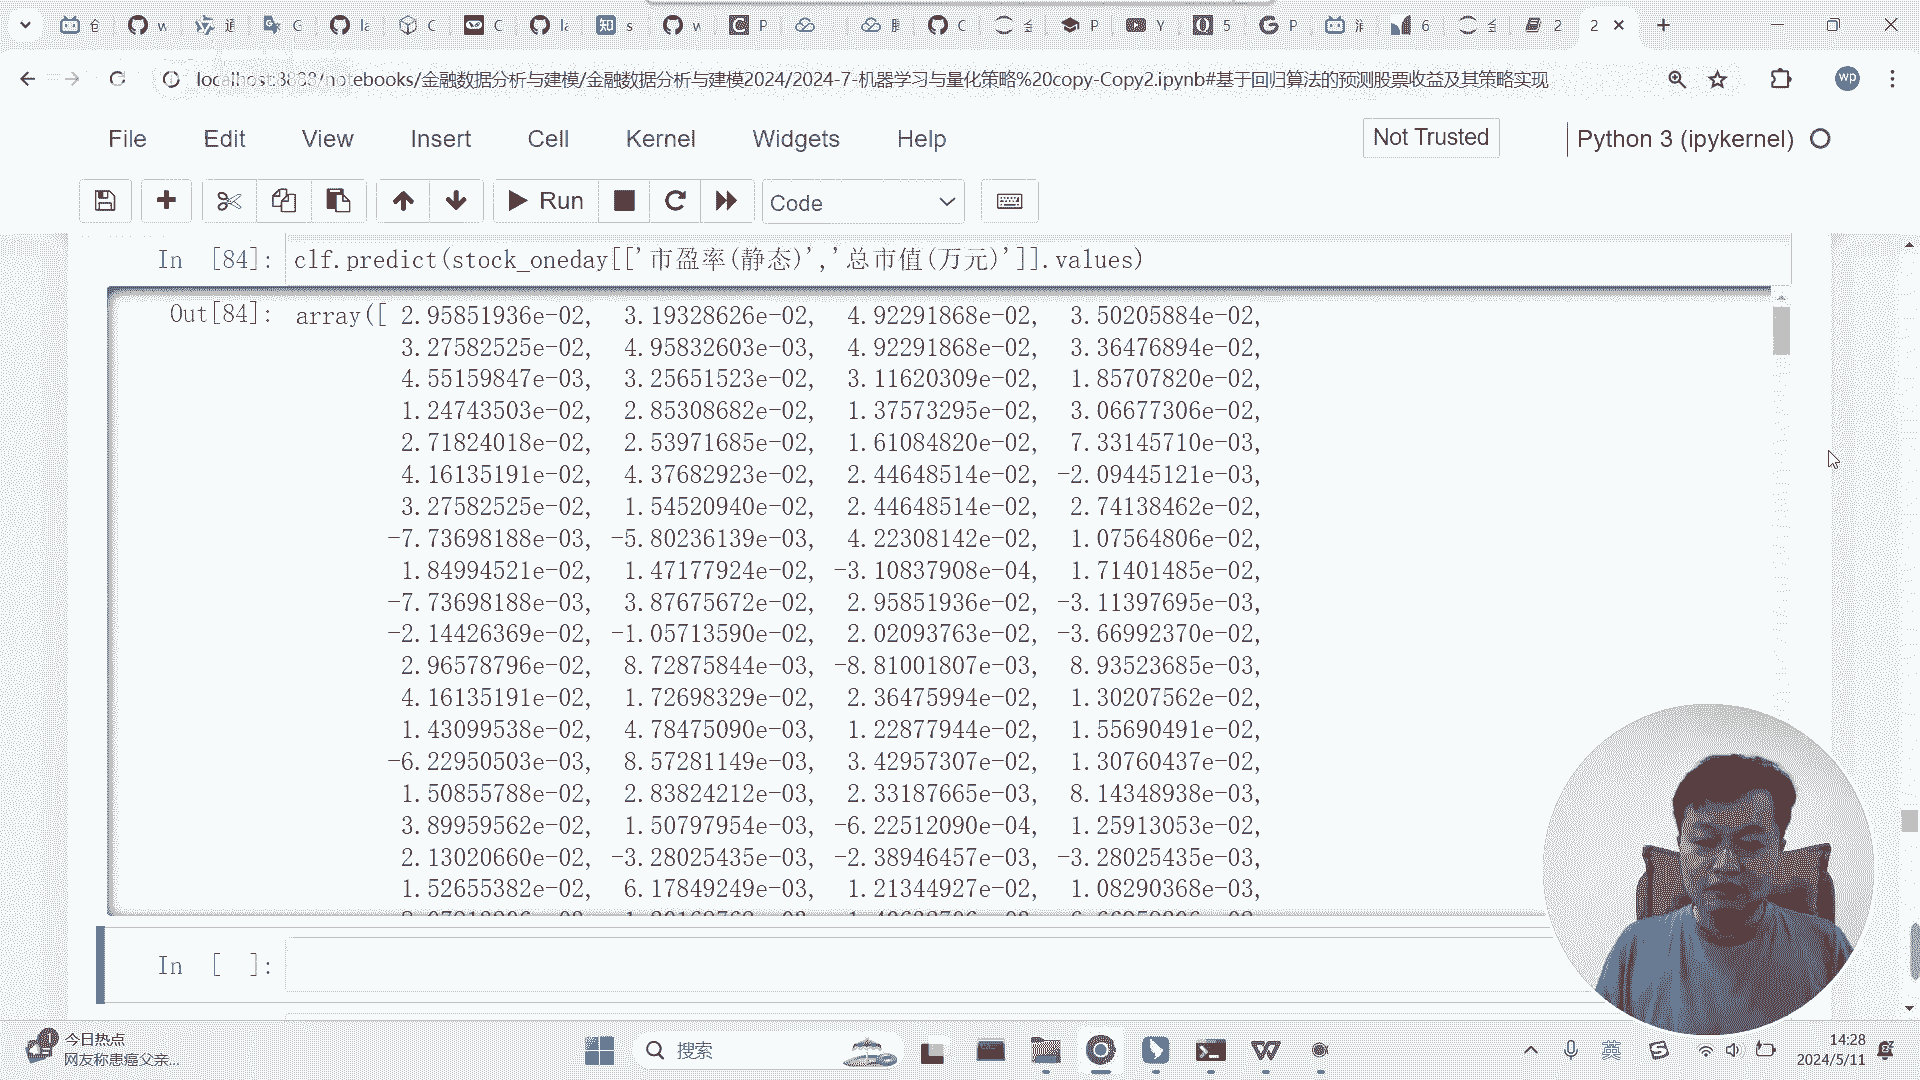 localhost:8888/notebooks/金融数据分析与建模/金融数据分析与建模2024/2024-7-机器学习与量化策略%20copy-Copy2.ipynb#基于回归算法的预测股票收益及其策略实现
wp
File Edit View Insert Cell Kernel Widgets Help
Not Trusted
Python 3 (ipykernel)
Run
Code
In [84]: clf.predict(stock_oneday[['市盈率(静态)','总市值(万元)']].values)
Out[84]: array([ 2.95851936e-02, 3.19328626e-02, 4.92291868e-02, 3.50205884e-02,
3.27582525e-02, 4.95832603e-03, 4.92291868e-02, 3.36476894e-02,
4.55159847e-03, 3.25651523e-02, 3.11620309e-02, 1.85707820e-02,
1.24743503e-02, 2.85308682e-02, 1.37573295e-02, 3.06677306e-02,
2.71824018e-02, 2.53971685e-02, 1.61084820e-02, 7.33145710e-03,
4.16135191e-02, 4.37682923e-02, 2.44648514e-02, -2.09445121e-03,
3.27582525e-02, 1.54520940e-02, 2.44648514e-02, 2.74138462e-02,
-7.73698188e-03, -5.80236139e-03, 4.22308142e-02, 1.07564806e-02,
1.84994521e-02, 1.47177924e-02, -3.10837908e-04, 1.71401485e-02,
-7.73698188e-03, 3.87675672e-02, 2.95851936e-02, -3.11397695e-03,
-2.14426369e-02, -1.05713590e-02, 2.02093763e-02, -3.66992370e-02,
2.96578796e-02, 8.72875844e-03, -8.81001807e-03, 8.93523685e-03,
4.16135191e-02, 1.72698329e-02, 2.36475994e-02, 1.30207562e-02,
1.43099538e-02, 4.78475090e-03, 1.22877944e-02, 1.55690491e-02,
-6.22950503e-03, 8.57281149e-03, 3.42957307e-02, 1.30760437e-02,
1.50855788e-02, 2.83824212e-03, 2.33187665e-03, 8.14348938e-03,
3.89959562e-02, 1.50797954e-03, -6.22512090e-04, 1.25913053e-02,
2.13020660e-02, -3.28025435e-03, -2.38946457e-03, -3.28025435e-03,
1.52655382e-02, 6.17849249e-03, 1.21344927e-02, 1.08290368e-03,
In [ ]:
今日热点
网友称患癌父亲...
搜索
英
14:28
2024/5/11